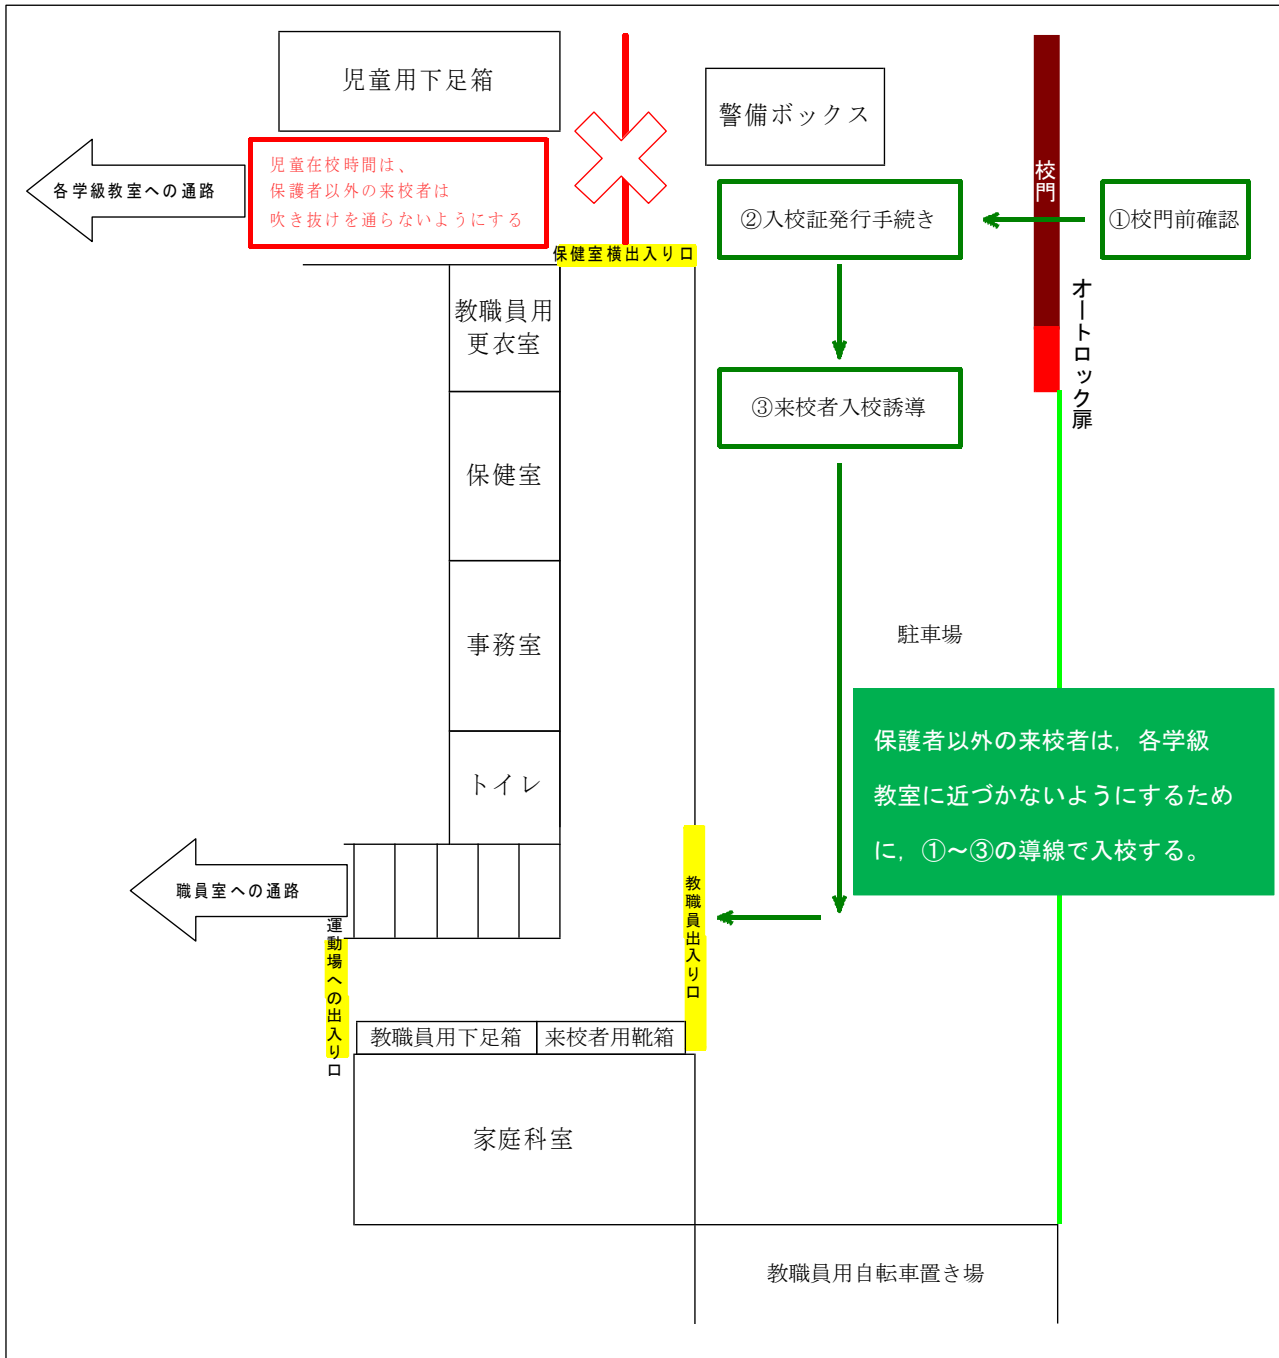 児童用下足箱
警備ボックス
児童在校時間は、
保護者以外の来校者は
吹き抜けを通らないようにする
各学級教室への通路
校門
②入校証発行手続き
①校門前確認
保健室横出入り口
オートロック扉
教職員用
更衣室
③来校者入校誘導
保健室
事務室
駐車場
保護者以外の来校者は，各学級
教室に近づかないようにするため
に，①～③の導線で入校する。
トイレ
職員室への通路
教職員出入り口
運動場への出入り口
教職員用下足箱
来校者用靴箱
家庭科室
教職員用自転車置き場